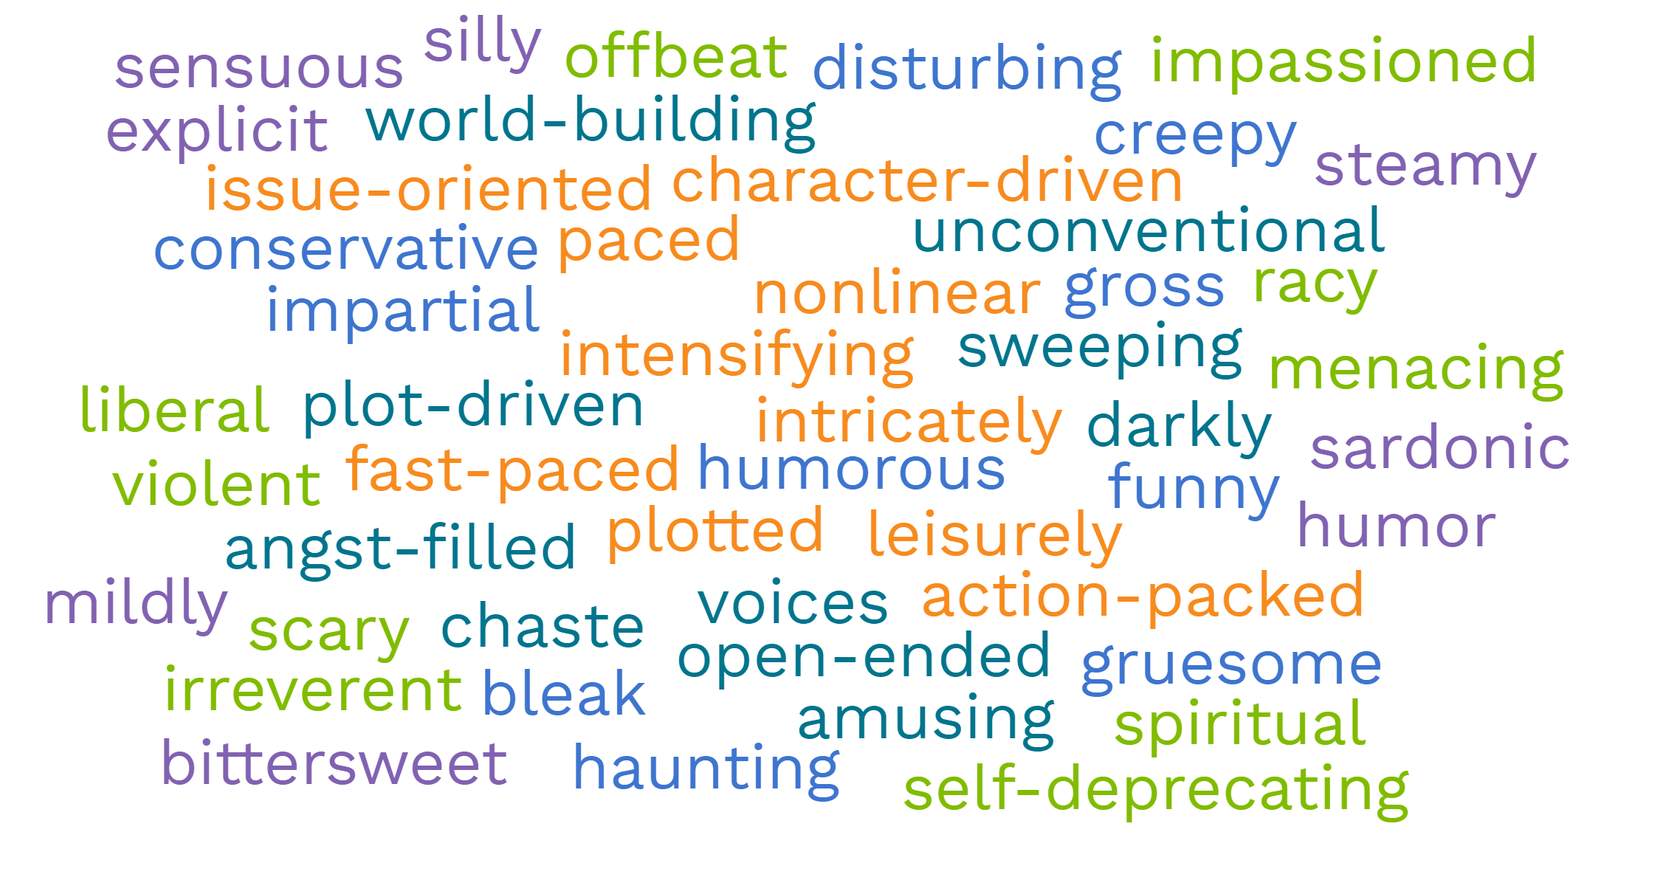 sensuous silly offbeat disturbing impassioned
explicit world-building creepy steamy
issue-oriented character-driven
conservative paced unconventional
impartial nonlinear gross racy
intensifying sweeping menacing
liberal plot-driven intricately darkly sardonic
violent fast-paced humorous funny
angst-filled plotted leisurely humor
mildly scary chaste voices action-packed
irreverent bleak open-ended gruesome
amusing spiritual
bittersweet haunting self-deprecating